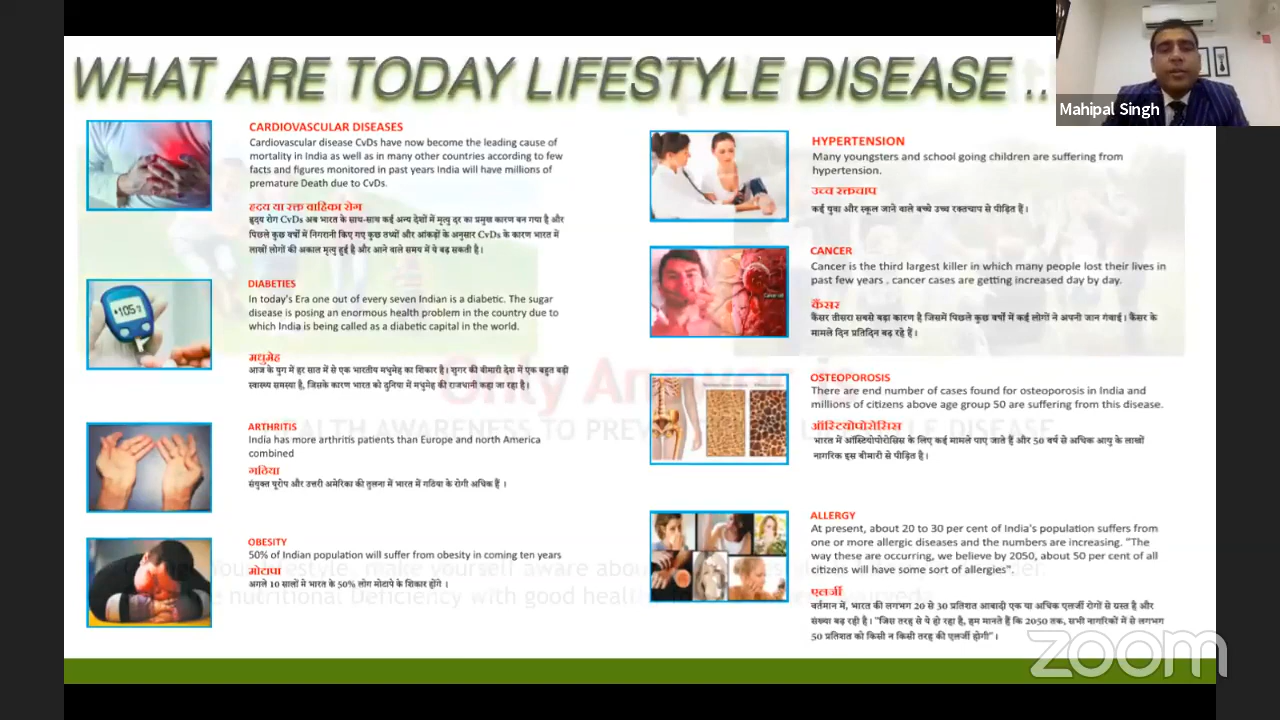 WHAT ARE TODAY LIFESTYLE DISEASE ..
Mahipal Singh
CARDIOVASCULAR DISEASES
Cardiovascular disease CvDs have now become the leading cause of
mortality in India as well as in many other countries according to few
facts and figures monitored in past years India will have millions of
premature Death due to CvDs.
हृदय या रक्त वाहिका रोग
हृदय रोग CvDs अब भारत के साथ-साथ कई अन्य देशों में मृत्यु दर का प्रमुख कारण बन गया है और
पिछले कुछ वर्षों में निगरानी किए गए कुछ तथ्यों और आंकड़ों के अनुसार CvDs के कारण भारत में
लाखों लोगों की अकाल मृत्यु हुई है और आने वाले समय में ये बढ़ सकती है।
DIABETIES
In today's Era one out of every seven Indian is a diabetic. The sugar
disease is posing an enormous health problem in the country due to
which India is being called as a diabetic capital in the world.
मधुमेह
आज के युग में हर सात में से एक भारतीय मधुमेह का शिकार है। शुगर की बीमारी देश में एक बहुत बड़ी
स्वास्थ्य समस्या है, जिसके कारण भारत को दुनिया में मधुमेह की राजधानी कहा जा रहा है।
ARTHRITIS
India has more arthritis patients than Europe and north America
combined
गठिया
संयुक्त यूरोप और उत्तरी अमेरिका की तुलना में भारत में गठिया के रोगी अधिक हैं ।
OBESITY
50% of Indian population will suffer from obesity in coming ten years
मोटापा
अगले 10 सालों मे भारत के 50% लोग मोटापे के शिकार होंगे ।
HYPERTENSION
Many youngsters and school going children are suffering from
hypertension.
उच्च रक्तचाप
कई युवा और स्कूल जाने वाले बच्चे उच्च रक्तचाप से पीड़ित हैं।
CANCER
Cancer is the third largest killer in which many people lost their lives in
past few years , cancer cases are getting increased day by day.
कैंसर
कैंसर तीसरा सबसे बड़ा कारण है जिसमें पिछले कुछ वर्षों में कई लोगों ने अपनी जान गंवाई। कैंसर के
मामले दिन प्रतिदिन बढ़ रहे हैं।
OSTEOPOROSIS
There are end number of cases found for osteoporosis in India and
millions of citizens above age group 50 are suffering from this disease.
ऑस्टियोपोरोसिस
भारत में ऑस्टियोपोरोसिस के लिए कई मामले पाए जाते हैं और 50 वर्ष से अधिक आयु के लाखों
नागरिक इस बीमारी से पीड़ित है।
ALLERGY
At present, about 20 to 30 per cent of India's population suffers from
one or more allergic diseases and the numbers are increasing. "The
way these are occurring, we believe by 2050, about 50 per cent of all
citizens will have some sort of allergies".
एलर्जी
वर्तमान में, भारत की लगभग 20 से 30 प्रतिशत आबादी एक या अधिक एलर्जी रोगों से ग्रस्त है और
संख्या बढ़ रही है। "जिस तरह से ये हो रहा है, हम मानते हैं कि 2050 तक, सभी नागरिकों में से लगभग
50 प्रतिशत को किसी न किसी तरह की एलर्जी होगी"।
zoom